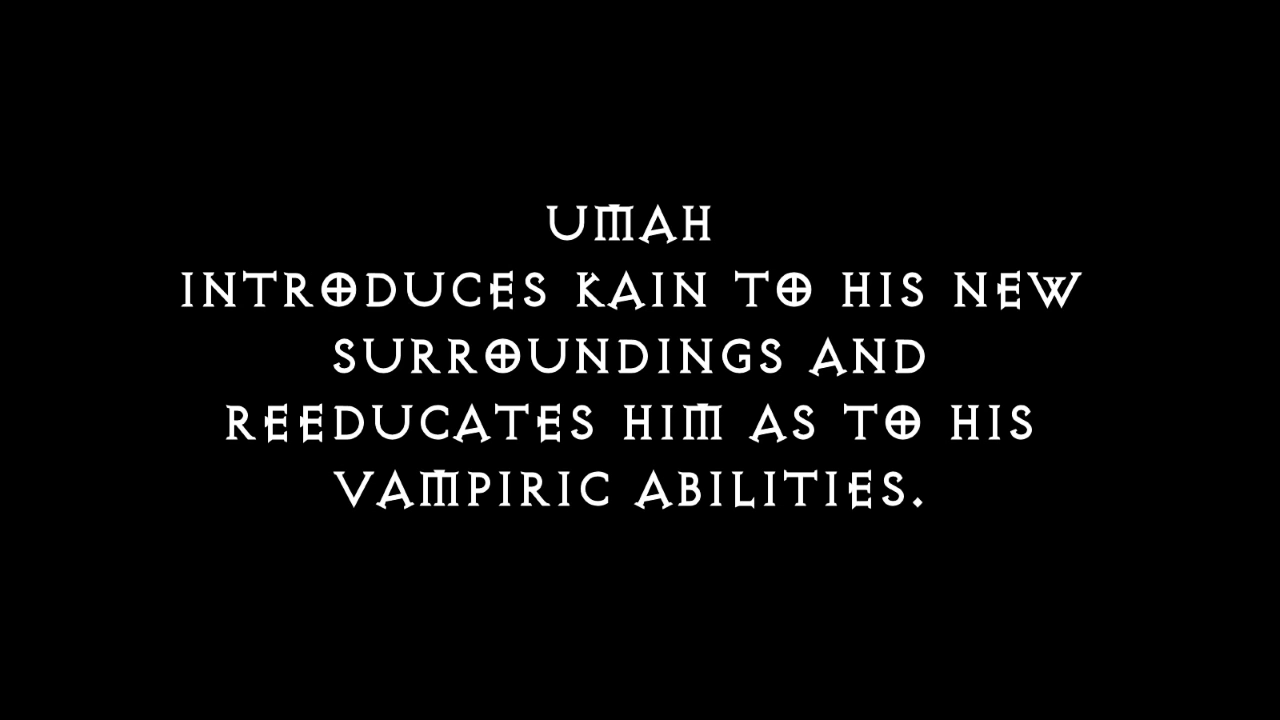 UMAH
INTRODUCES KAIN TO HIS NEW
SURROUNDINGS AND
REEDUCATES HIM AS TO HIS
VAMPIRIC ABILITIES.